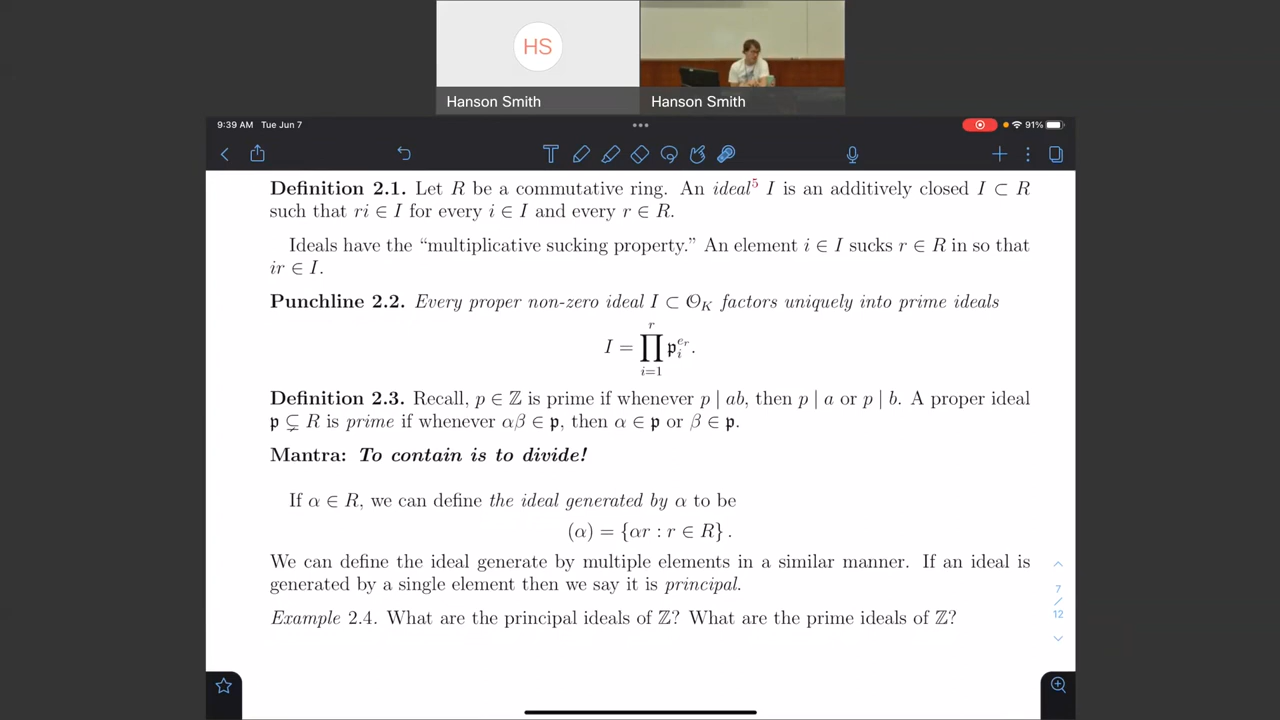 HS
Hanson Smith
Hanson Smith
9:39 AM Tue Jun 7
91%
Definition 2.1. Let R be a commutative ring. An ideal⁵ I is an additively closed I ⊂ R
such that ri ∈ I for every i ∈ I and every r ∈ R.
Ideals have the “multiplicative sucking property.” An element i ∈ I sucks r ∈ R in so that
ir ∈ I.
Punchline 2.2. Every proper non-zero ideal I ⊂ 𝒪_K factors uniquely into prime ideals
I = ∏_{i=1}^{r} 𝔭_i^{e_r}.
Definition 2.3. Recall, p ∈ ℤ is prime if whenever p | ab, then p | a or p | b. A proper ideal
𝔭 ⊊ R is prime if whenever αβ ∈ 𝔭, then α ∈ 𝔭 or β ∈ 𝔭.
Mantra: To contain is to divide!
If α ∈ R, we can define the ideal generated by α to be
(α) = {αr : r ∈ R}.
We can define the ideal generate by multiple elements in a similar manner. If an ideal is
generated by a single element then we say it is principal.
Example 2.4. What are the principal ideals of ℤ? What are the prime ideals of ℤ?
7
/
12